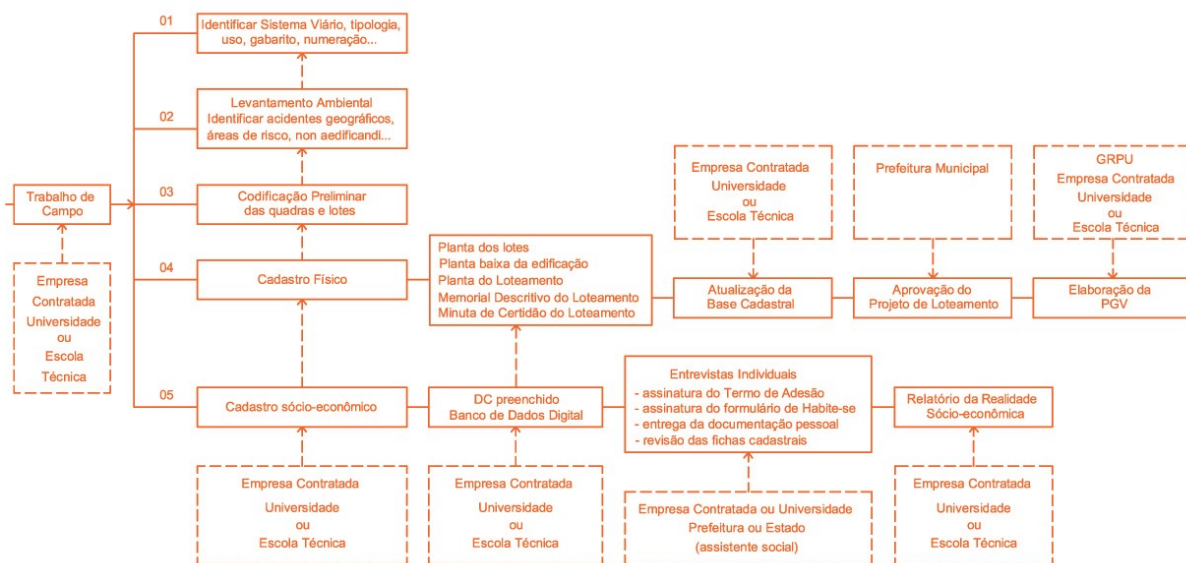 01
Identificar Sistema Viário, tipologia,
uso, gabarito, numeração...
02
Levantamento Ambiental
Identificar acidentes geográficos,
áreas de risco, non aedificandi...
Trabalho de
Campo
03
Codificação Preliminar
das quadras e lotes
Empresa Contratada
Universidade
ou
Escola Técnica
Prefeitura Municipal
GRPU
Empresa Contratada
Universidade
ou
Escola Técnica
Empresa
Contratada
Universidade
ou
Escola
Técnica
04
Cadastro Físico
Planta dos lotes
Planta baixa da edificação
Planta do Loteamento
Memorial Descritivo do Loteamento
Minuta de Certidão do Loteamento
Atualização da
Base Cadastral
Aprovação do
Projeto de Loteamento
Elaboração da
PGV
05
Cadastro sócio-econômico
DC preenchido
Banco de Dados Digital
Entrevistas Individuais
- assinatura do Termo de Adesão
- assinatura do formulário de Habite-se
- entrega da documentação pessoal
- revisão das fichas cadastrais
Relatório da Realidade
Sócio-econômica
Empresa Contratada
Universidade
ou
Escola Técnica
Empresa Contratada
Universidade
ou
Escola Técnica
Empresa Contratada ou Universidade
Prefeitura ou Estado
(assistente social)
Empresa Contratada
Universidade
ou
Escola Técnica